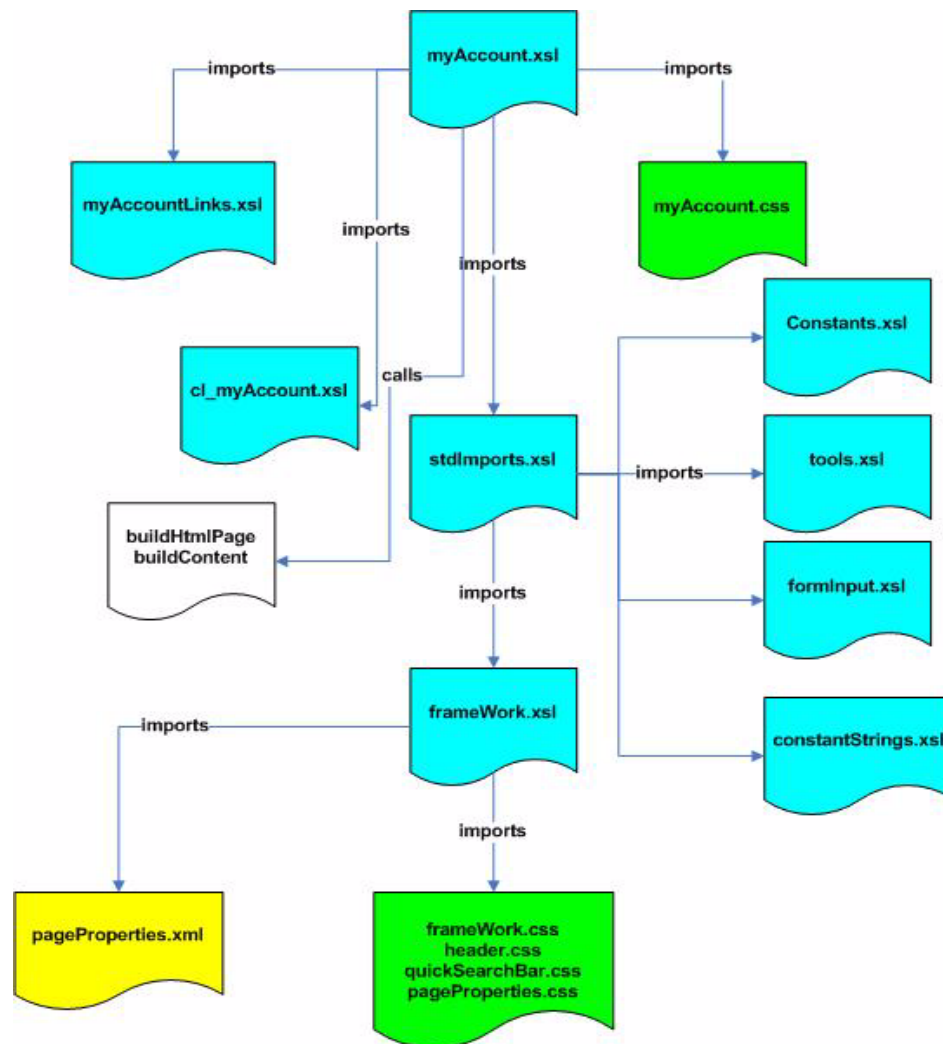 myAccount.xsl
imports
imports
myAccountLinks.xsl
myAccount.css
imports
imports
Constants.xsl
cl_myAccount.xsl
calls
stdImports.xsl
imports
tools.xsl
buildHtmlPage
buildContent
formInput.xsl
imports
frameWork.xsl
imports
constantStrings.xsl
imports
pageProperties.xml
frameWork.css
header.css
quickSearchBar.css
pageProperties.css